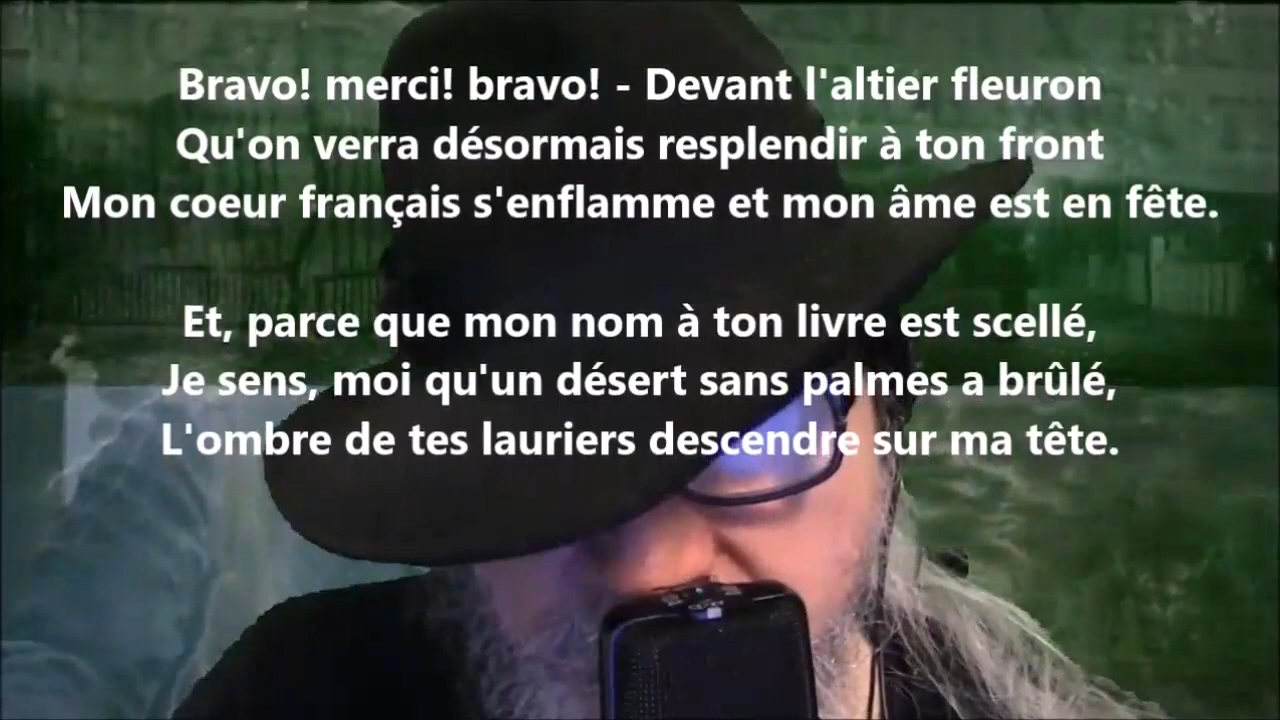 Bravo! merci! bravo! - Devant l'altier fleuron
Qu'on verra désormais resplendir à ton front
Mon coeur français s'enflamme et mon âme est en fête.
Et, parce que mon nom à ton livre est scellé,
Je sens, moi qu'un désert sans palmes a brûlé,
L'ombre de tes lauriers descendre sur ma tête.